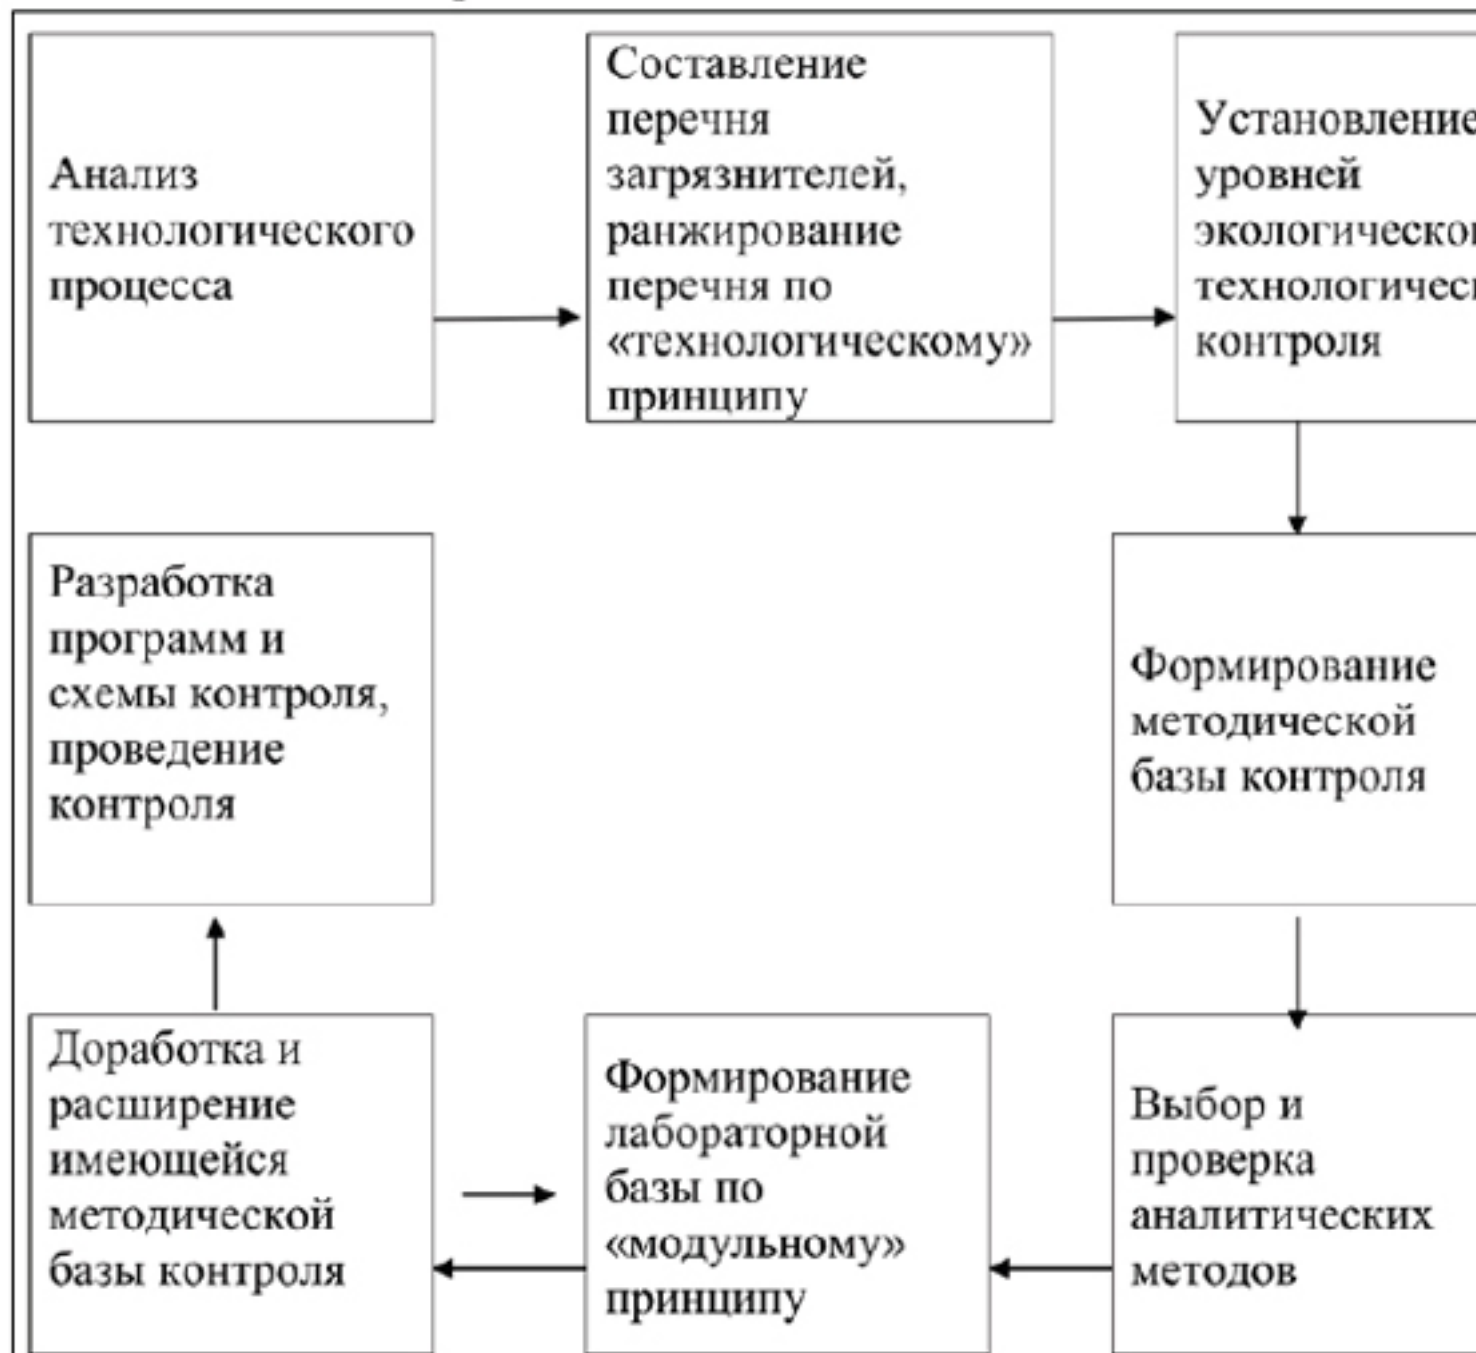 Анализ
технологического
процесса
Составление
перечня
загрязнителей,
ранжирование
перечня по
«технологическому»
принципу
Установление
уровней
контроля
Формирование
методической
базы контроля
Выбор и
проверка
аналитических
методов
Формирование
лабораторной
базы по
«модульному»
принципу
Доработка и
расширение
имеющейся
методической
базы контроля
Разработка
программ и
схемы контроля,
проведение
контроля